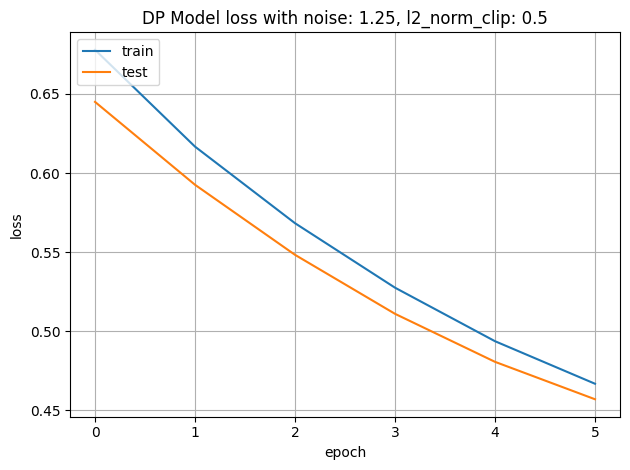 DP Model loss with noise: 1.25, l2_norm_clip: 0.5
train
test
0.65
0.60
0.55
0.50
0.45
loss
0 1 2 3 4 5
epoch